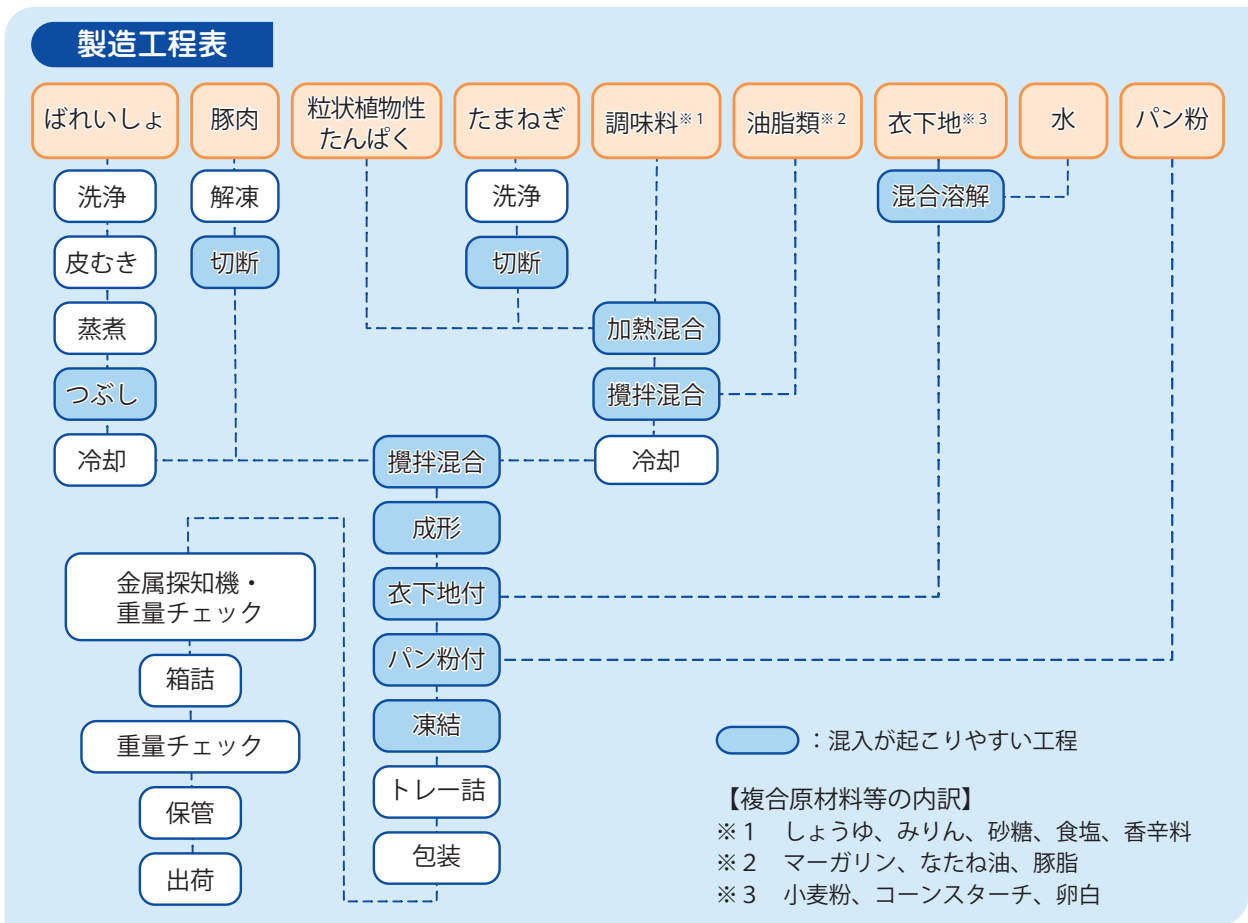 製造工程表
ばれいしょ
豚肉
粒状植物性
たんぱく
たまねぎ
調味料※1
油脂類※2
衣下地※3
水
パン粉
洗浄
解凍
洗浄
混合溶解
皮むき
切断
切断
蒸煮
加熱混合
つぶし
攪拌混合
冷却
攪拌混合
冷却
成形
衣下地付
パン粉付
凍結
トレー詰
包装
金属探知機・
重量チェック
箱詰
重量チェック
保管
出荷
：混入が起こりやすい工程
【複合原材料等の内訳】
※1　しょうゆ、みりん、砂糖、食塩、香辛料
※2　マーガリン、なたね油、豚脂
※3　小麦粉、コーンスターチ、卵白